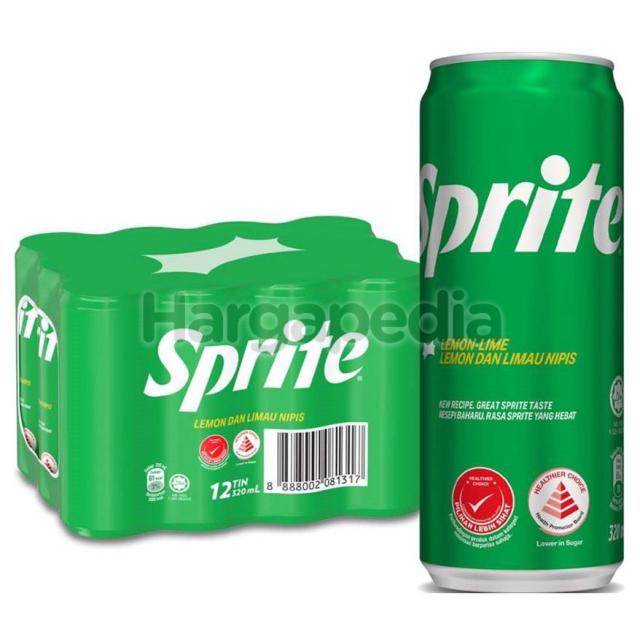 Sprite
LEMON-LIME
LEMON DAN LIMAU NIPIS
NEW RECIPE. GREAT SPRITE TASTE
RESEPI BAHARU. RASA SPRITE YANG HEBAT
HEALTHIER
CHOICE
PILIHAN LEBIH SIHAT
HEALTHIER CHOICE
Health Promotion Board
Lower in Sugar
320 m
Hargapedia
Sprite
LEMON DAN LIMAU NIPIS
12 TIN
320 mL
8 888002 081317